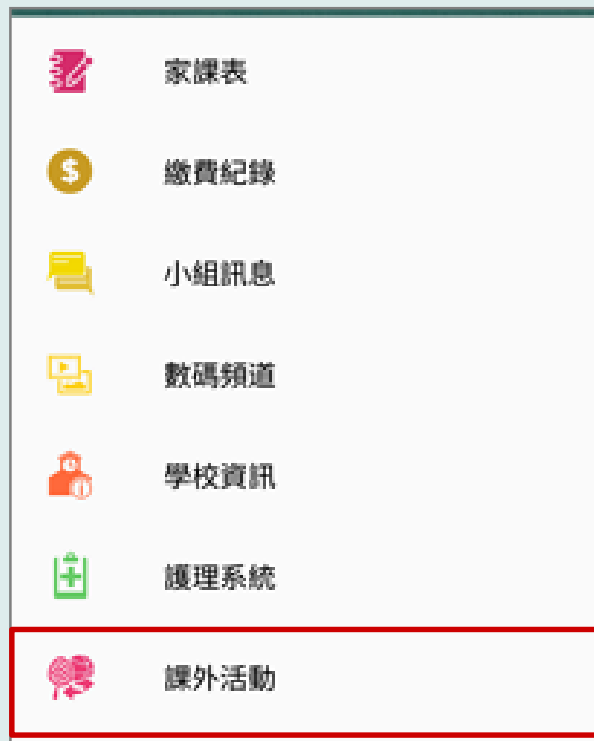 家課表
繳費紀錄
小組訊息
數碼頻道
學校資訊
護理系統
課外活動